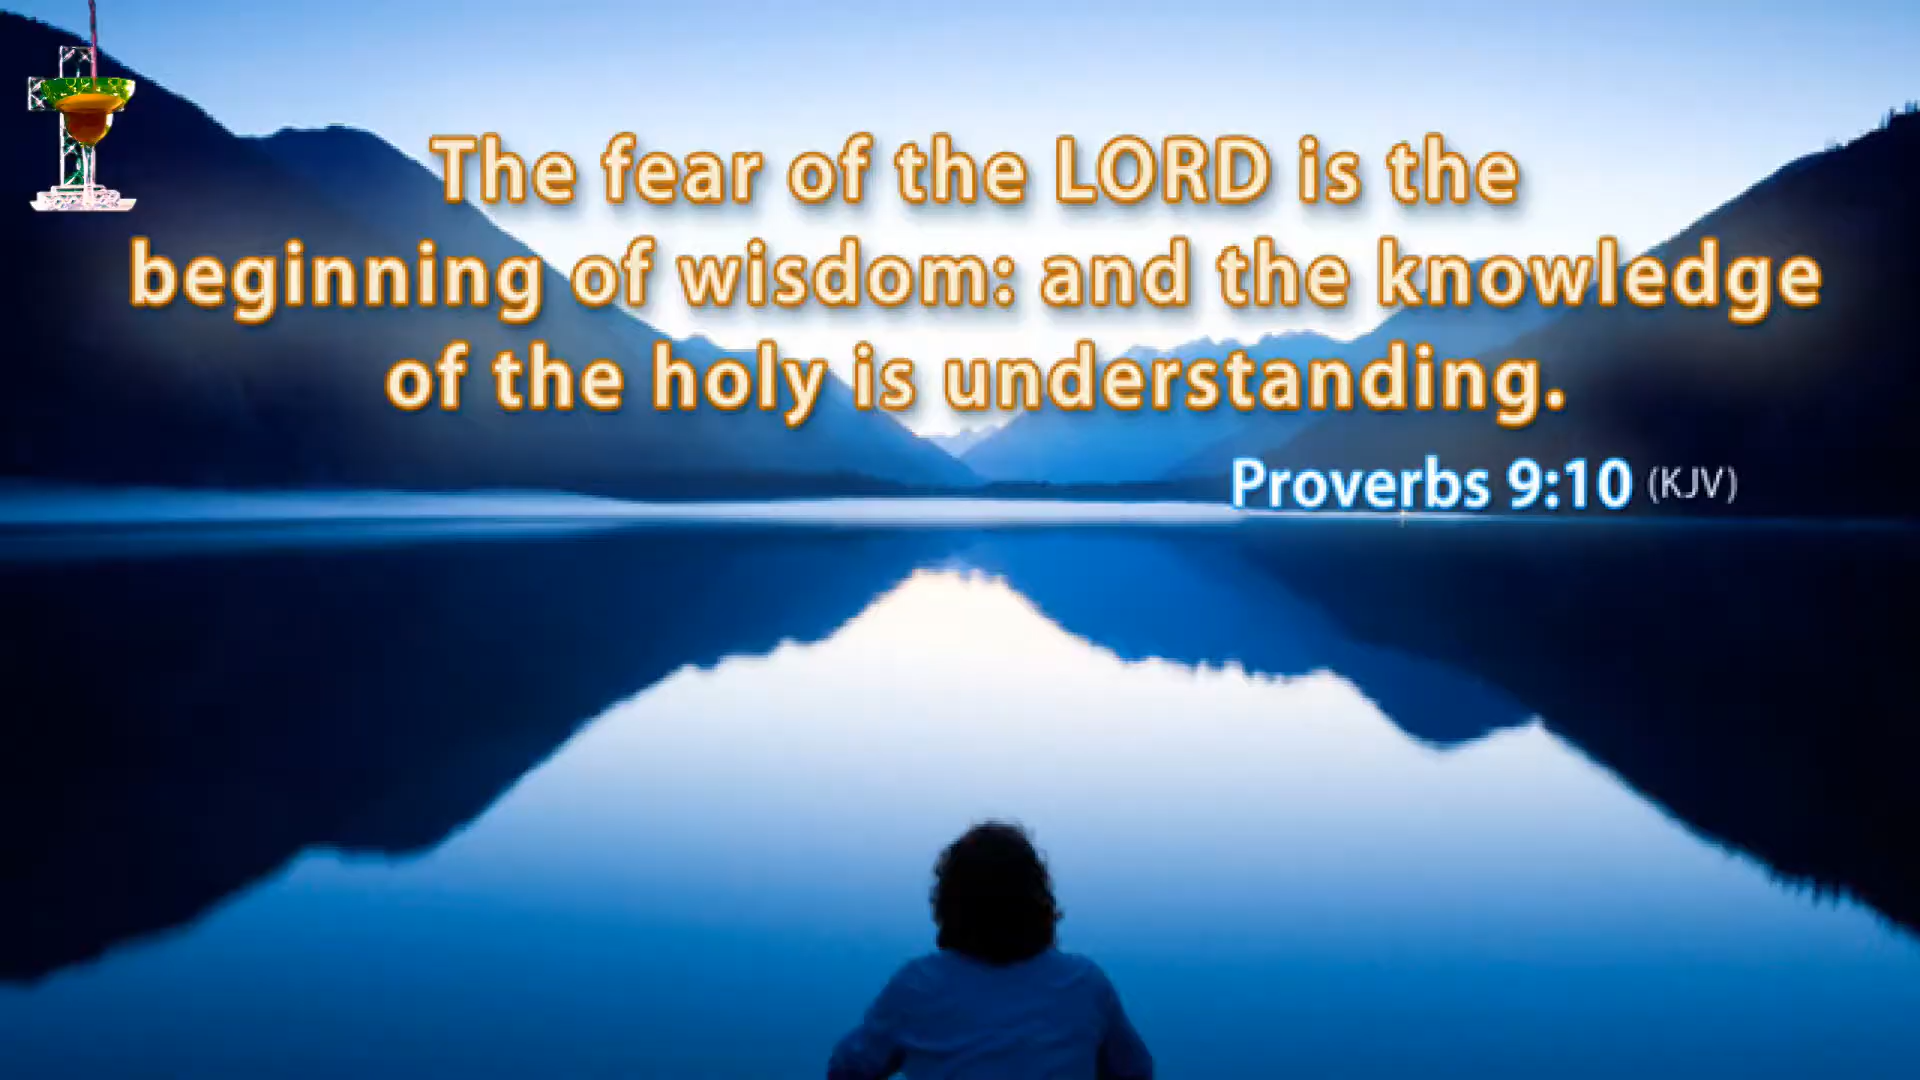 The fear of the LORD is the
beginning of wisdom: and the knowledge
of the holy is understanding.
Proverbs 9:10 (KJV)